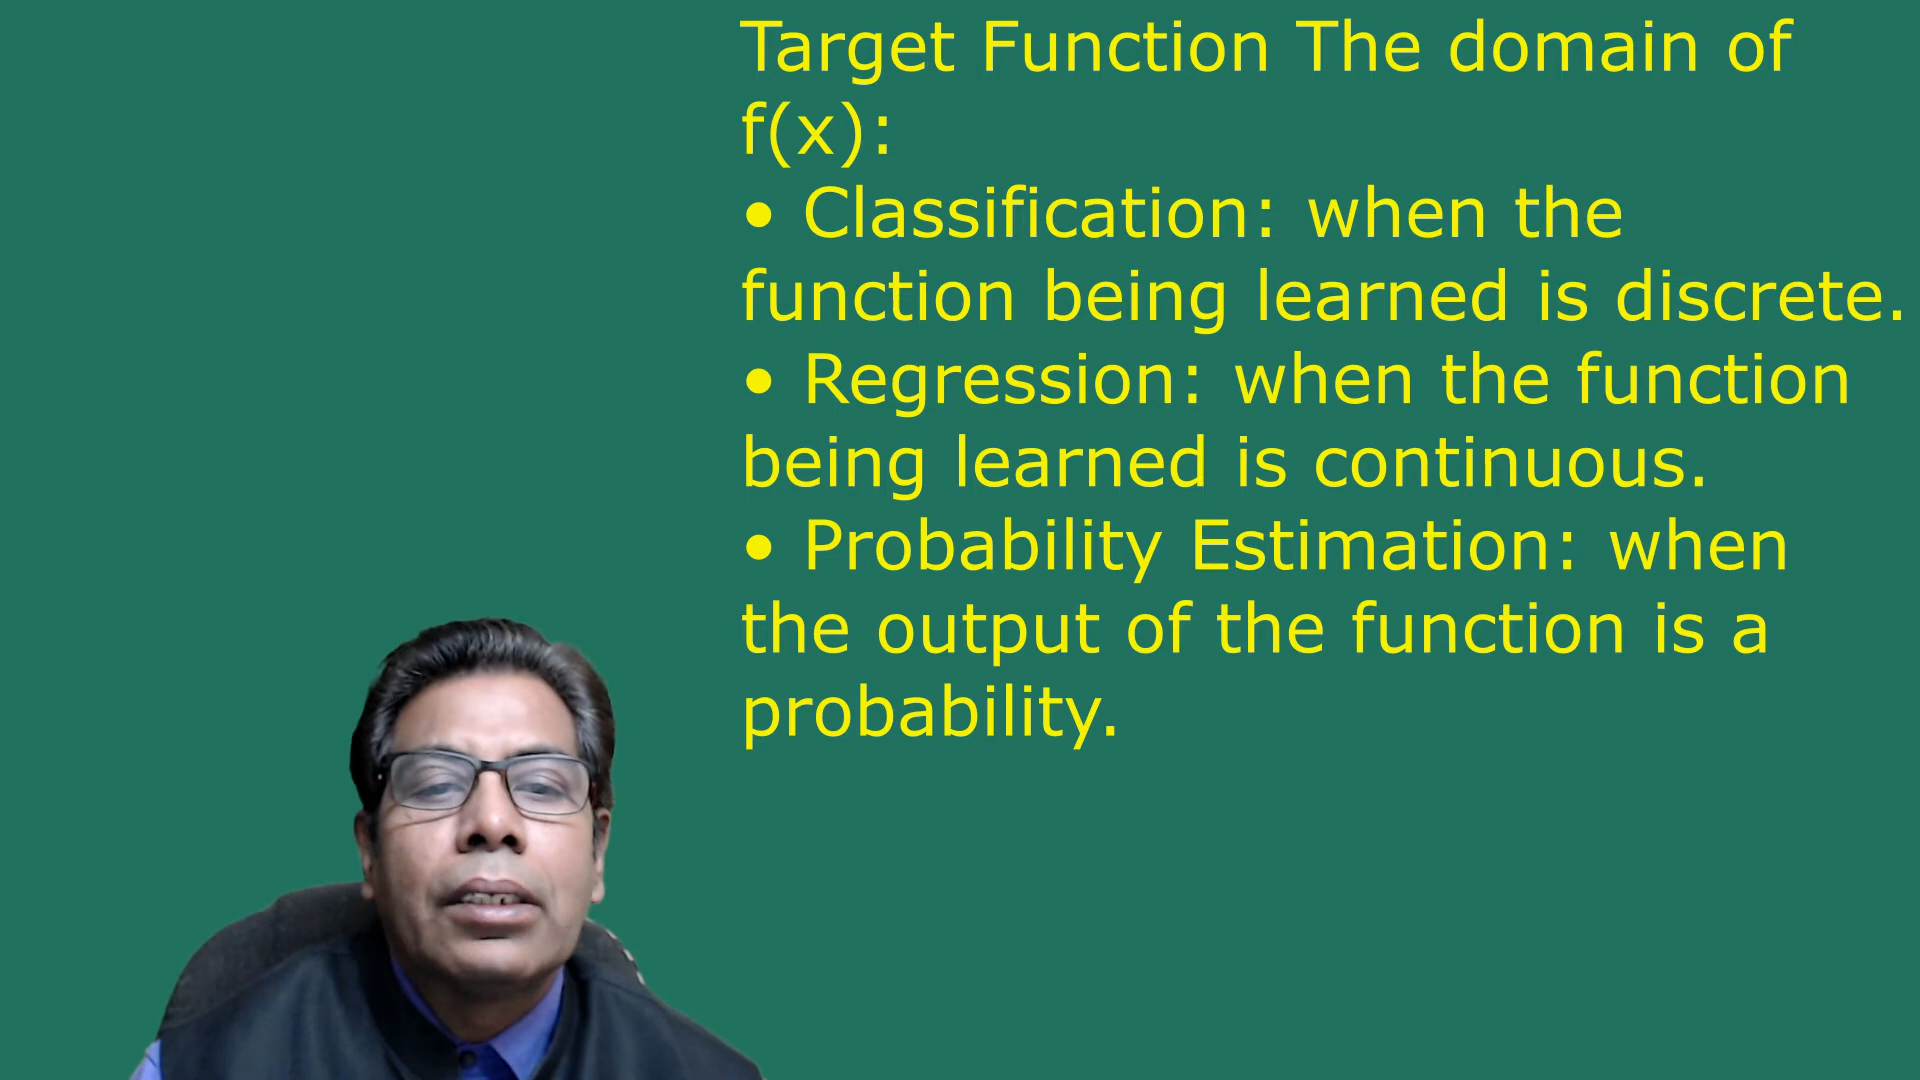 Target Function The domain of
f(x):
• Classification: when the
function being learned is discrete.
• Regression: when the function
being learned is continuous.
• Probability Estimation: when
the output of the function is a
probability.